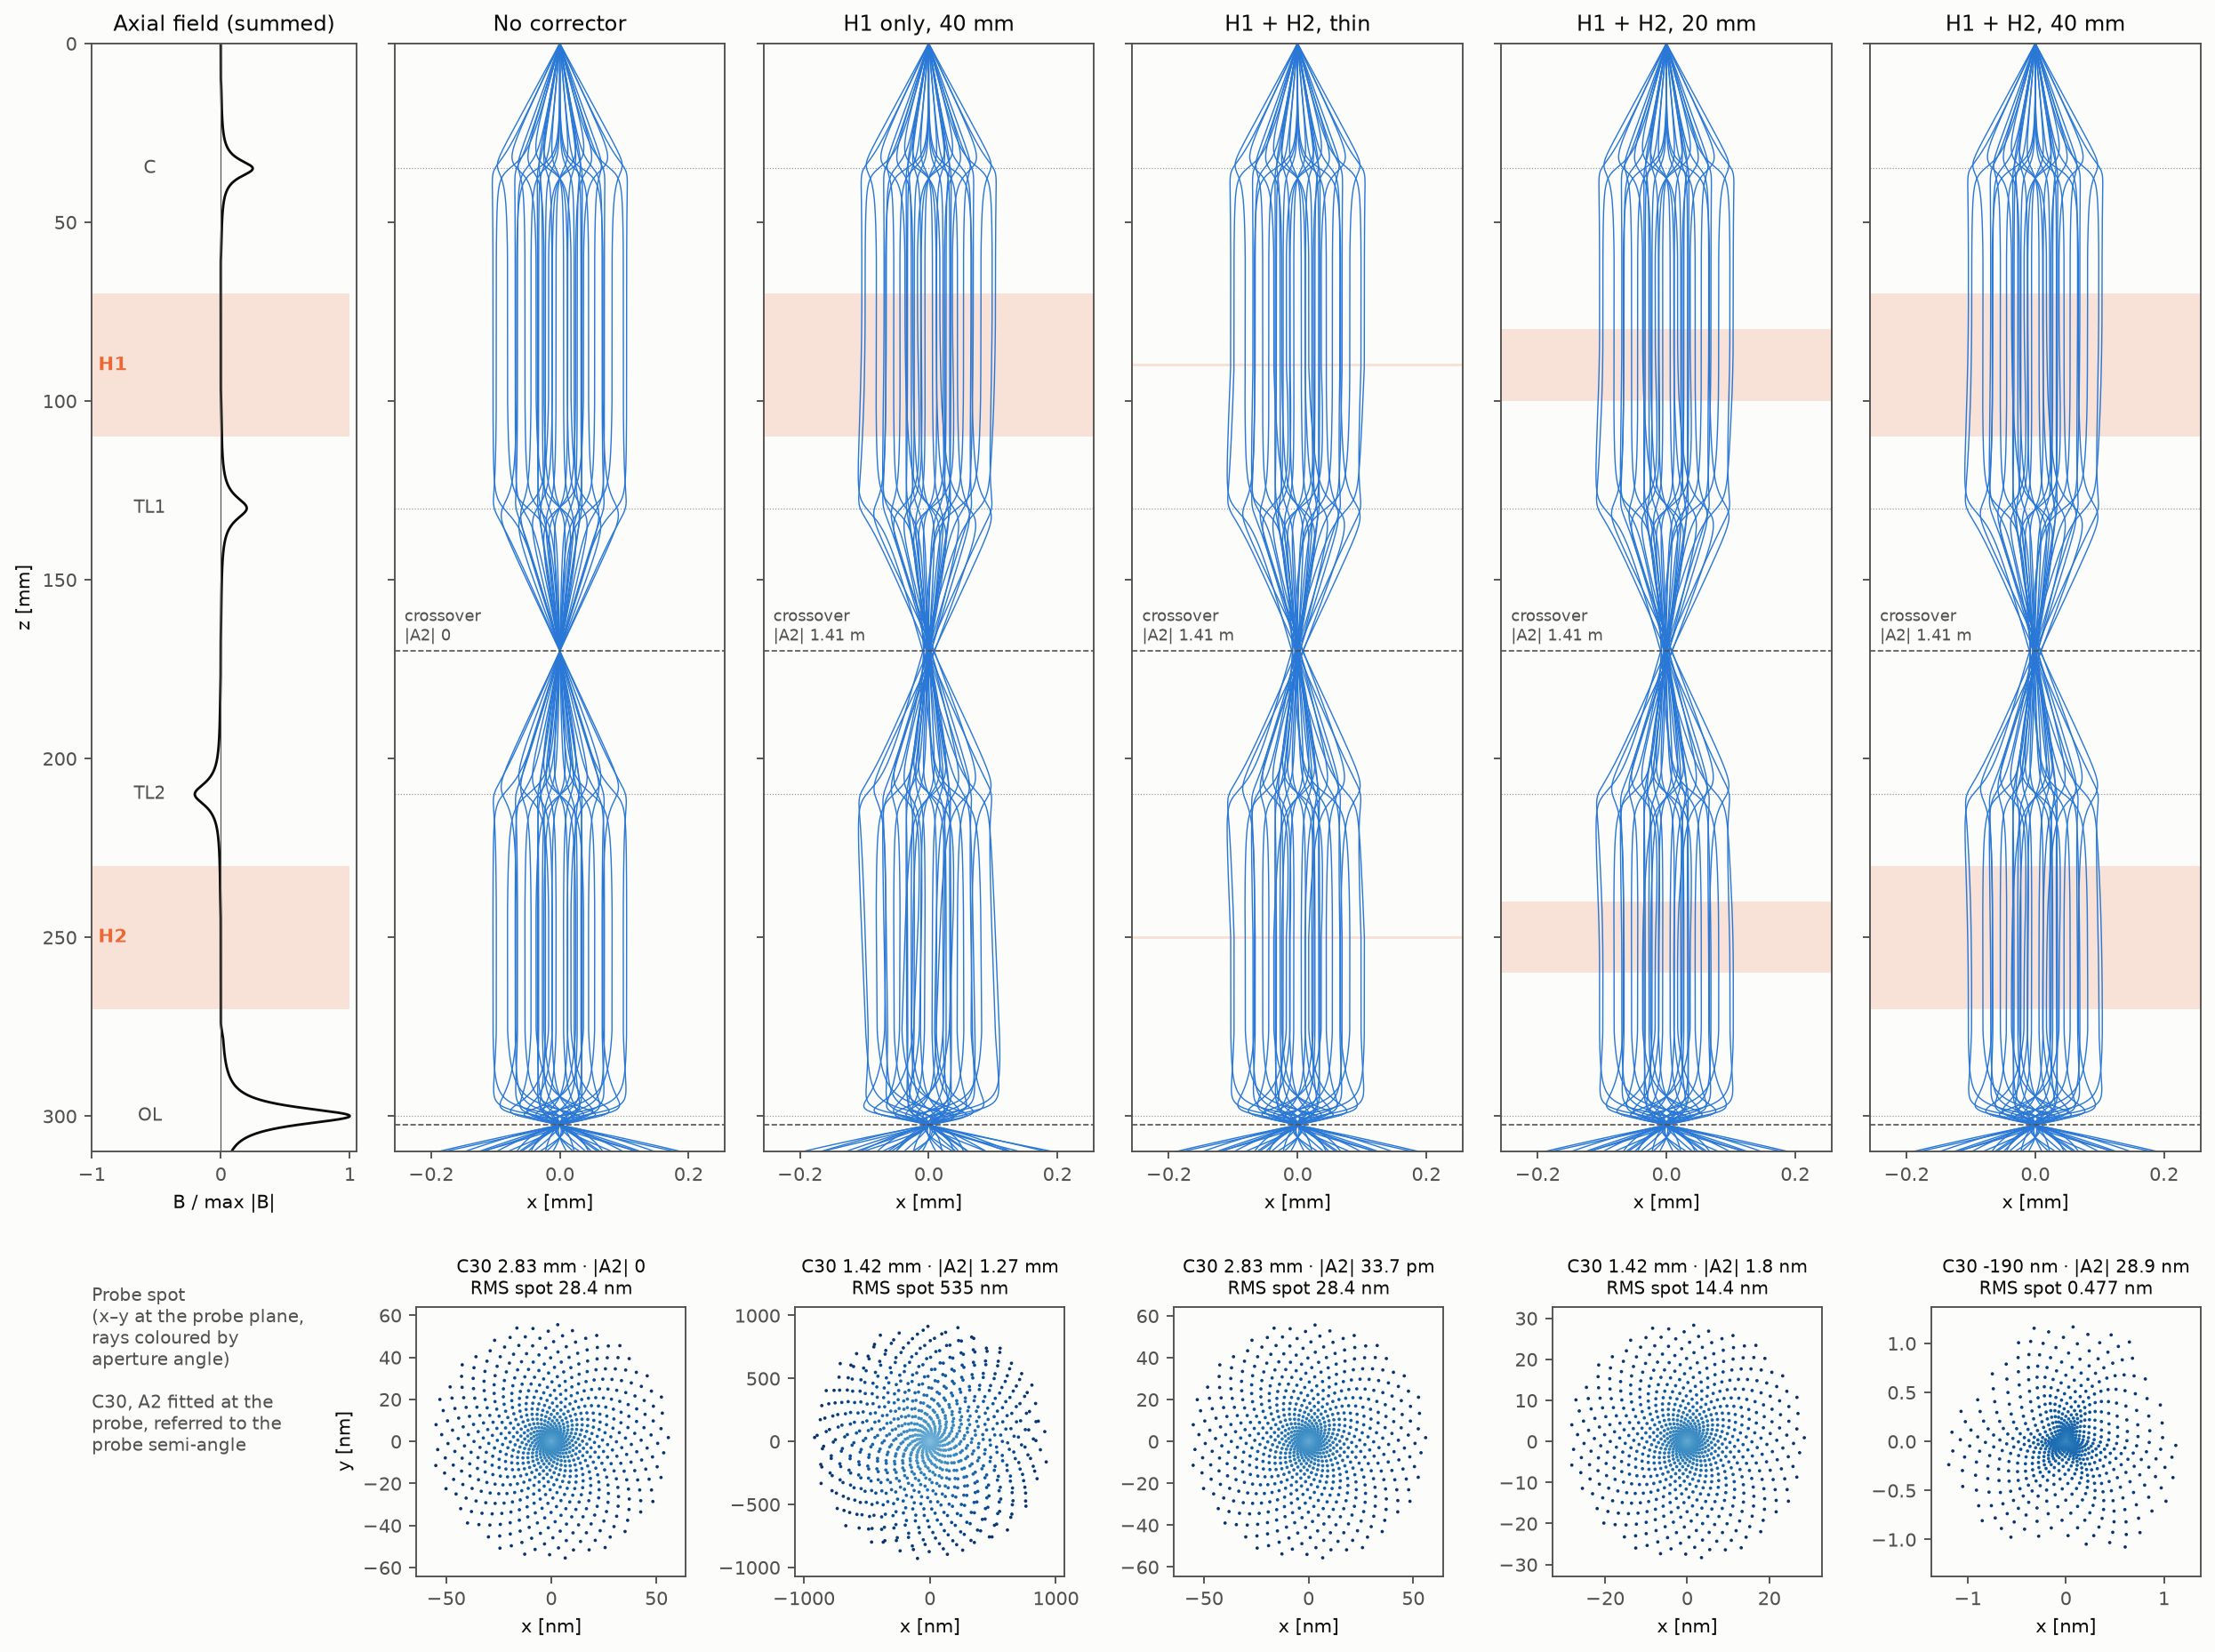 Axial field (summed)
No corrector
H1 only, 40 mm
H1 + H2, thin
H1 + H2, 20 mm
H1 + H2, 40 mm
z [mm]
0
50
100
150
200
250
300
C
H1
TL1
TL2
H2
OL
−1
0
1
B / max |B|
crossover
|A2| 0
−0.2
0.0
0.2
x [mm]
crossover
|A2| 1.41 m
−0.2
0.0
0.2
x [mm]
crossover
|A2| 1.41 m
−0.2
0.0
0.2
x [mm]
crossover
|A2| 1.41 m
−0.2
0.0
0.2
x [mm]
crossover
|A2| 1.41 m
−0.2
0.0
0.2
x [mm]
Probe spot
(x–y at the probe plane,
rays coloured by
aperture angle)
C30, A2 fitted at the
probe, referred to the
probe semi-angle
C30 2.83 mm · |A2| 0
RMS spot 28.4 nm
y [nm]
60
40
20
0
−20
−40
−60
−50
0
50
x [nm]
C30 1.42 mm · |A2| 1.27 mm
RMS spot 535 nm
1000
500
0
−500
−1000
−1000
0
1000
x [nm]
C30 2.83 mm · |A2| 33.7 pm
RMS spot 28.4 nm
60
40
20
0
−20
−40
−60
−50
0
50
x [nm]
C30 1.42 mm · |A2| 1.8 nm
RMS spot 14.4 nm
30
20
10
0
−10
−20
−30
−20
0
20
x [nm]
C30 -190 nm · |A2| 28.9 nm
RMS spot 0.477 nm
1.0
0.5
0.0
−0.5
−1.0
−1
0
1
x [nm]